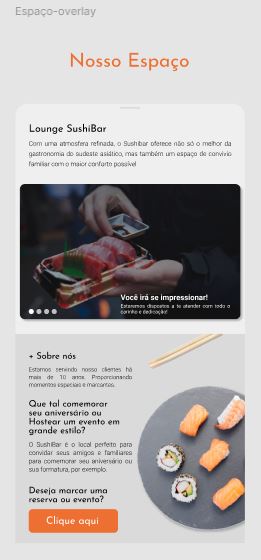 Espaço-overlay
Nosso Espaço
Lounge SushiBar
Com uma atmosfera refinada, o Sushibar oferece não só o melhor da
gastronomia do sudeste asiático, mas também um espaço de convívio
familiar com o maior conforto possível
Você irá se impressionar!
Estaremos dispostos a te atender com todo o
carinho e dedicação!
+ Sobre nós
Estamos servindo nosso clientes há
mais de 10 anos. Proporcionando
momentos especiais e marcantes.
Que tal comemorar
seu aniversário ou
Hostear um evento em
grande estilo?
O SushiBar é o local perfeito para
convidar seus amigos e familiares
para comemorar seu aniversário ou
sua formatura, por exemplo.
Deseja marcar uma
reserva ou evento?
Clique aqui